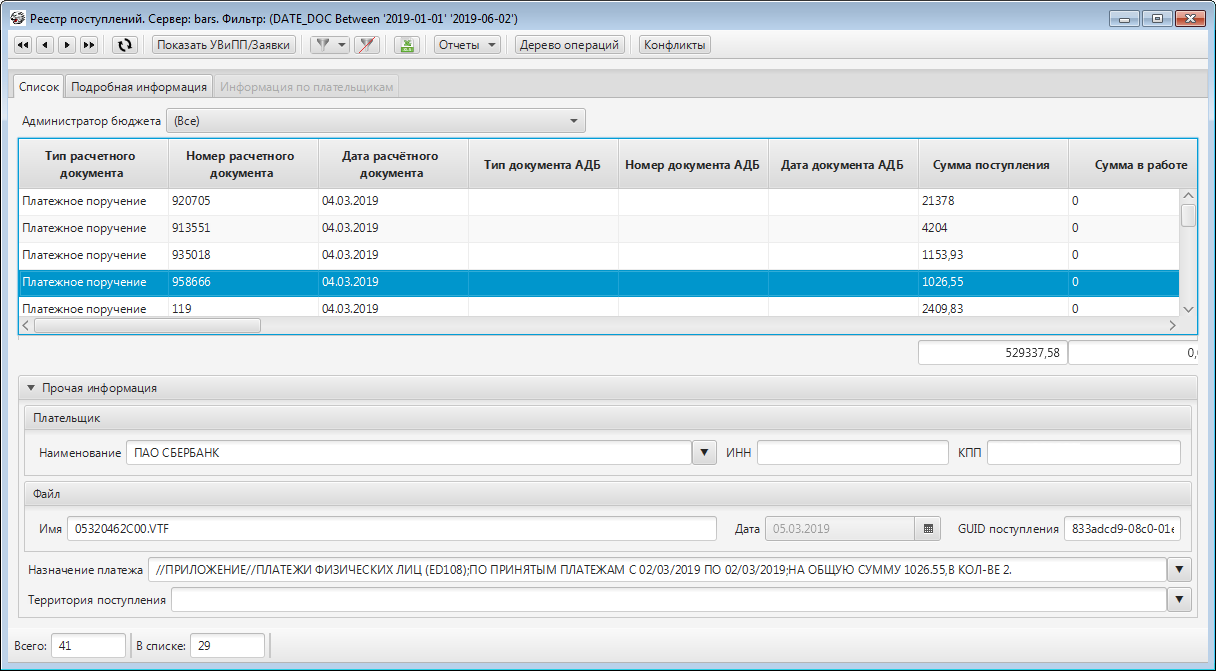 Реестр поступлений. Сервер: bars. Фильтр: (DATE_DOC Between '2019-01-01' '2019-06-02')
Показать УВиПП/Заявки Отчеты Дерево операций Конфликты
Список Подробная информация Информация по плательщикам
Администратор бюджета (Все)
Тип расчетного документа Номер расчетного документа Дата расчётного документа Тип документа АДБ Номер документа АДБ Дата документа АДБ Сумма поступления Сумма в работе
Платежное поручение 920705 04.03.2019 21378 0
Платежное поручение 913551 04.03.2019 4204 0
Платежное поручение 935018 04.03.2019 1153,93 0
Платежное поручение 958666 04.03.2019 1026,55 0
Платежное поручение 119 04.03.2019 2409,83 0
529337,58 0,
Прочая информация
Плательщик
Наименование ПАО СБЕРБАНК ИНН КПП
Файл
Имя 05320462C00.VTF Дата 05.03.2019 GUID поступления 833adcd9-08c0-01e
Назначение платежа //ПРИЛОЖЕНИЕ//ПЛАТЕЖИ ФИЗИЧЕСКИХ ЛИЦ (ED108);ПО ПРИНЯТЫМ ПЛАТЕЖАМ С 02/03/2019 ПО 02/03/2019;НА ОБЩУЮ СУММУ 1026.55,В КОЛ-ВЕ 2.
Территория поступления
Всего: 41 В списке: 29